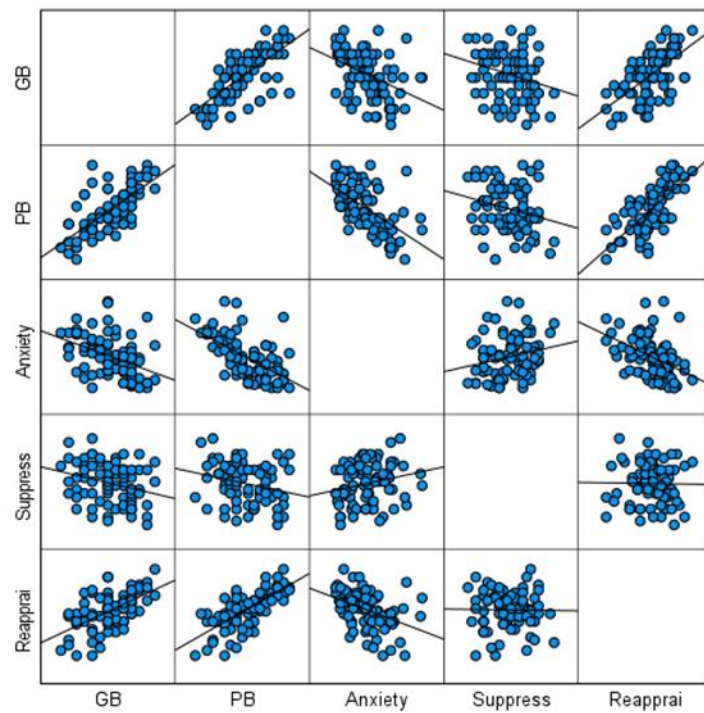 GB
PB
Anxiety
Suppress
Reapprai
GB PB Anxiety Suppress Reapprai